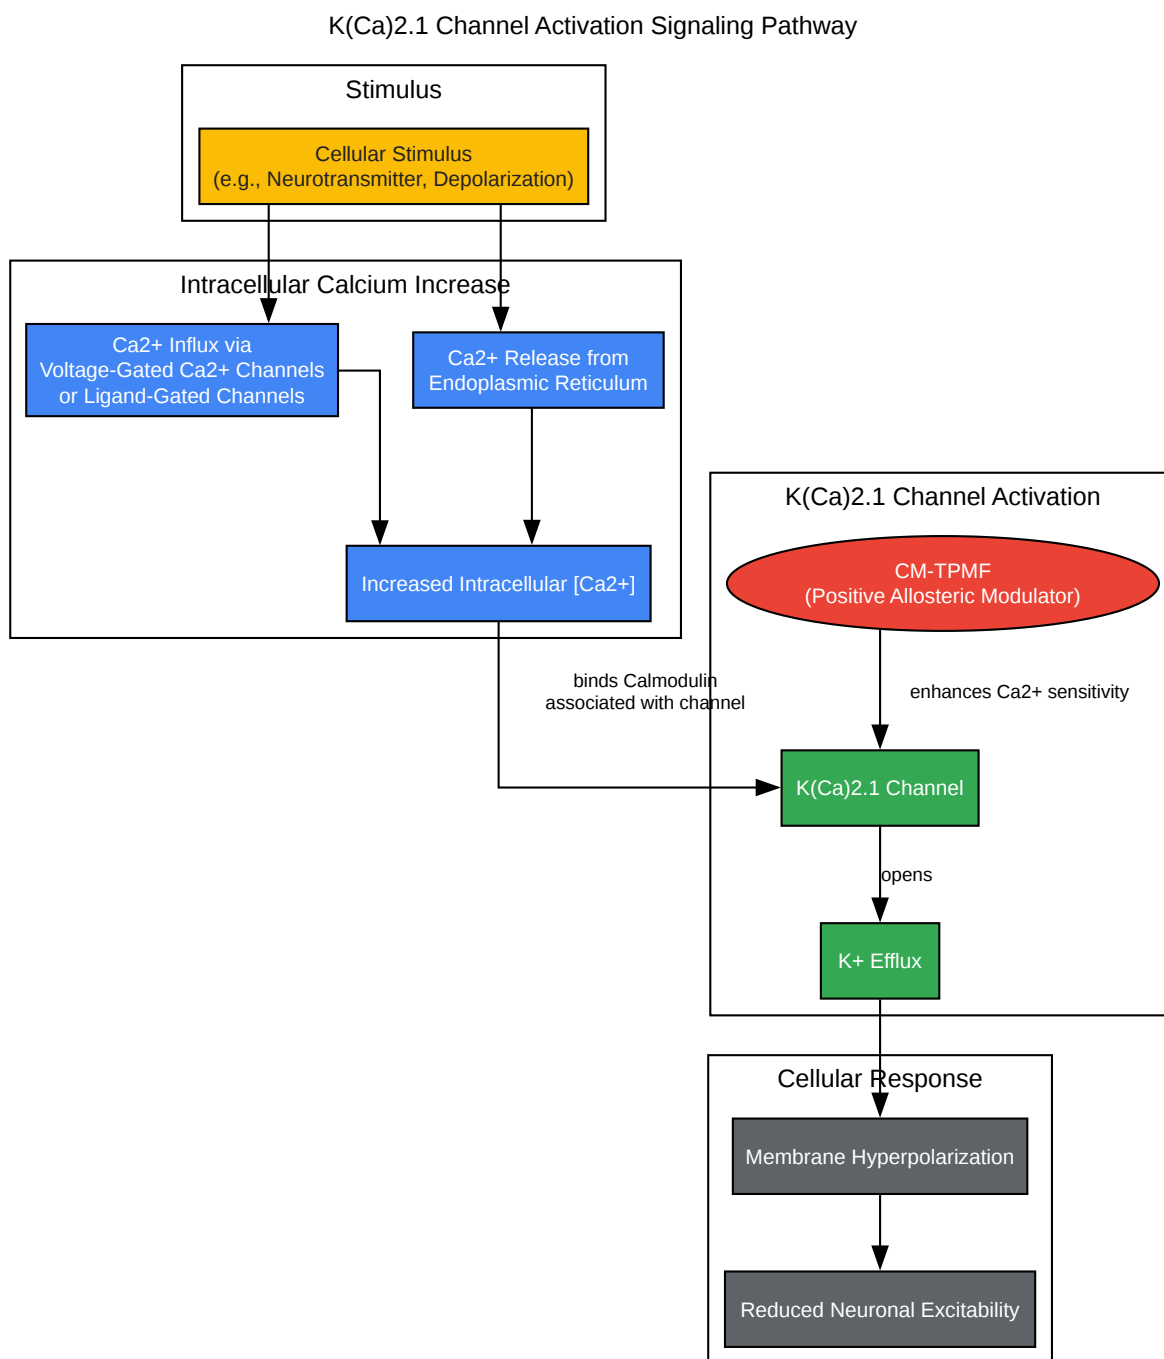 K(Ca)2.1 Channel Activation Signaling Pathway
Stimulus
Cellular Stimulus
(e.g., Neurotransmitter, Depolarization)
Intracellular Calcium Increase
Ca2+ Influx via
Voltage-Gated Ca2+ Channels
or Ligand-Gated Channels
Ca2+ Release from
Endoplasmic Reticulum
Increased Intracellular [Ca2+]
K(Ca)2.1 Channel Activation
CM-TPMF
(Positive Allosteric Modulator)
binds Calmodulin
associated with channel
enhances Ca2+ sensitivity
K(Ca)2.1 Channel
opens
K+ Efflux
Cellular Response
Membrane Hyperpolarization
Reduced Neuronal Excitability